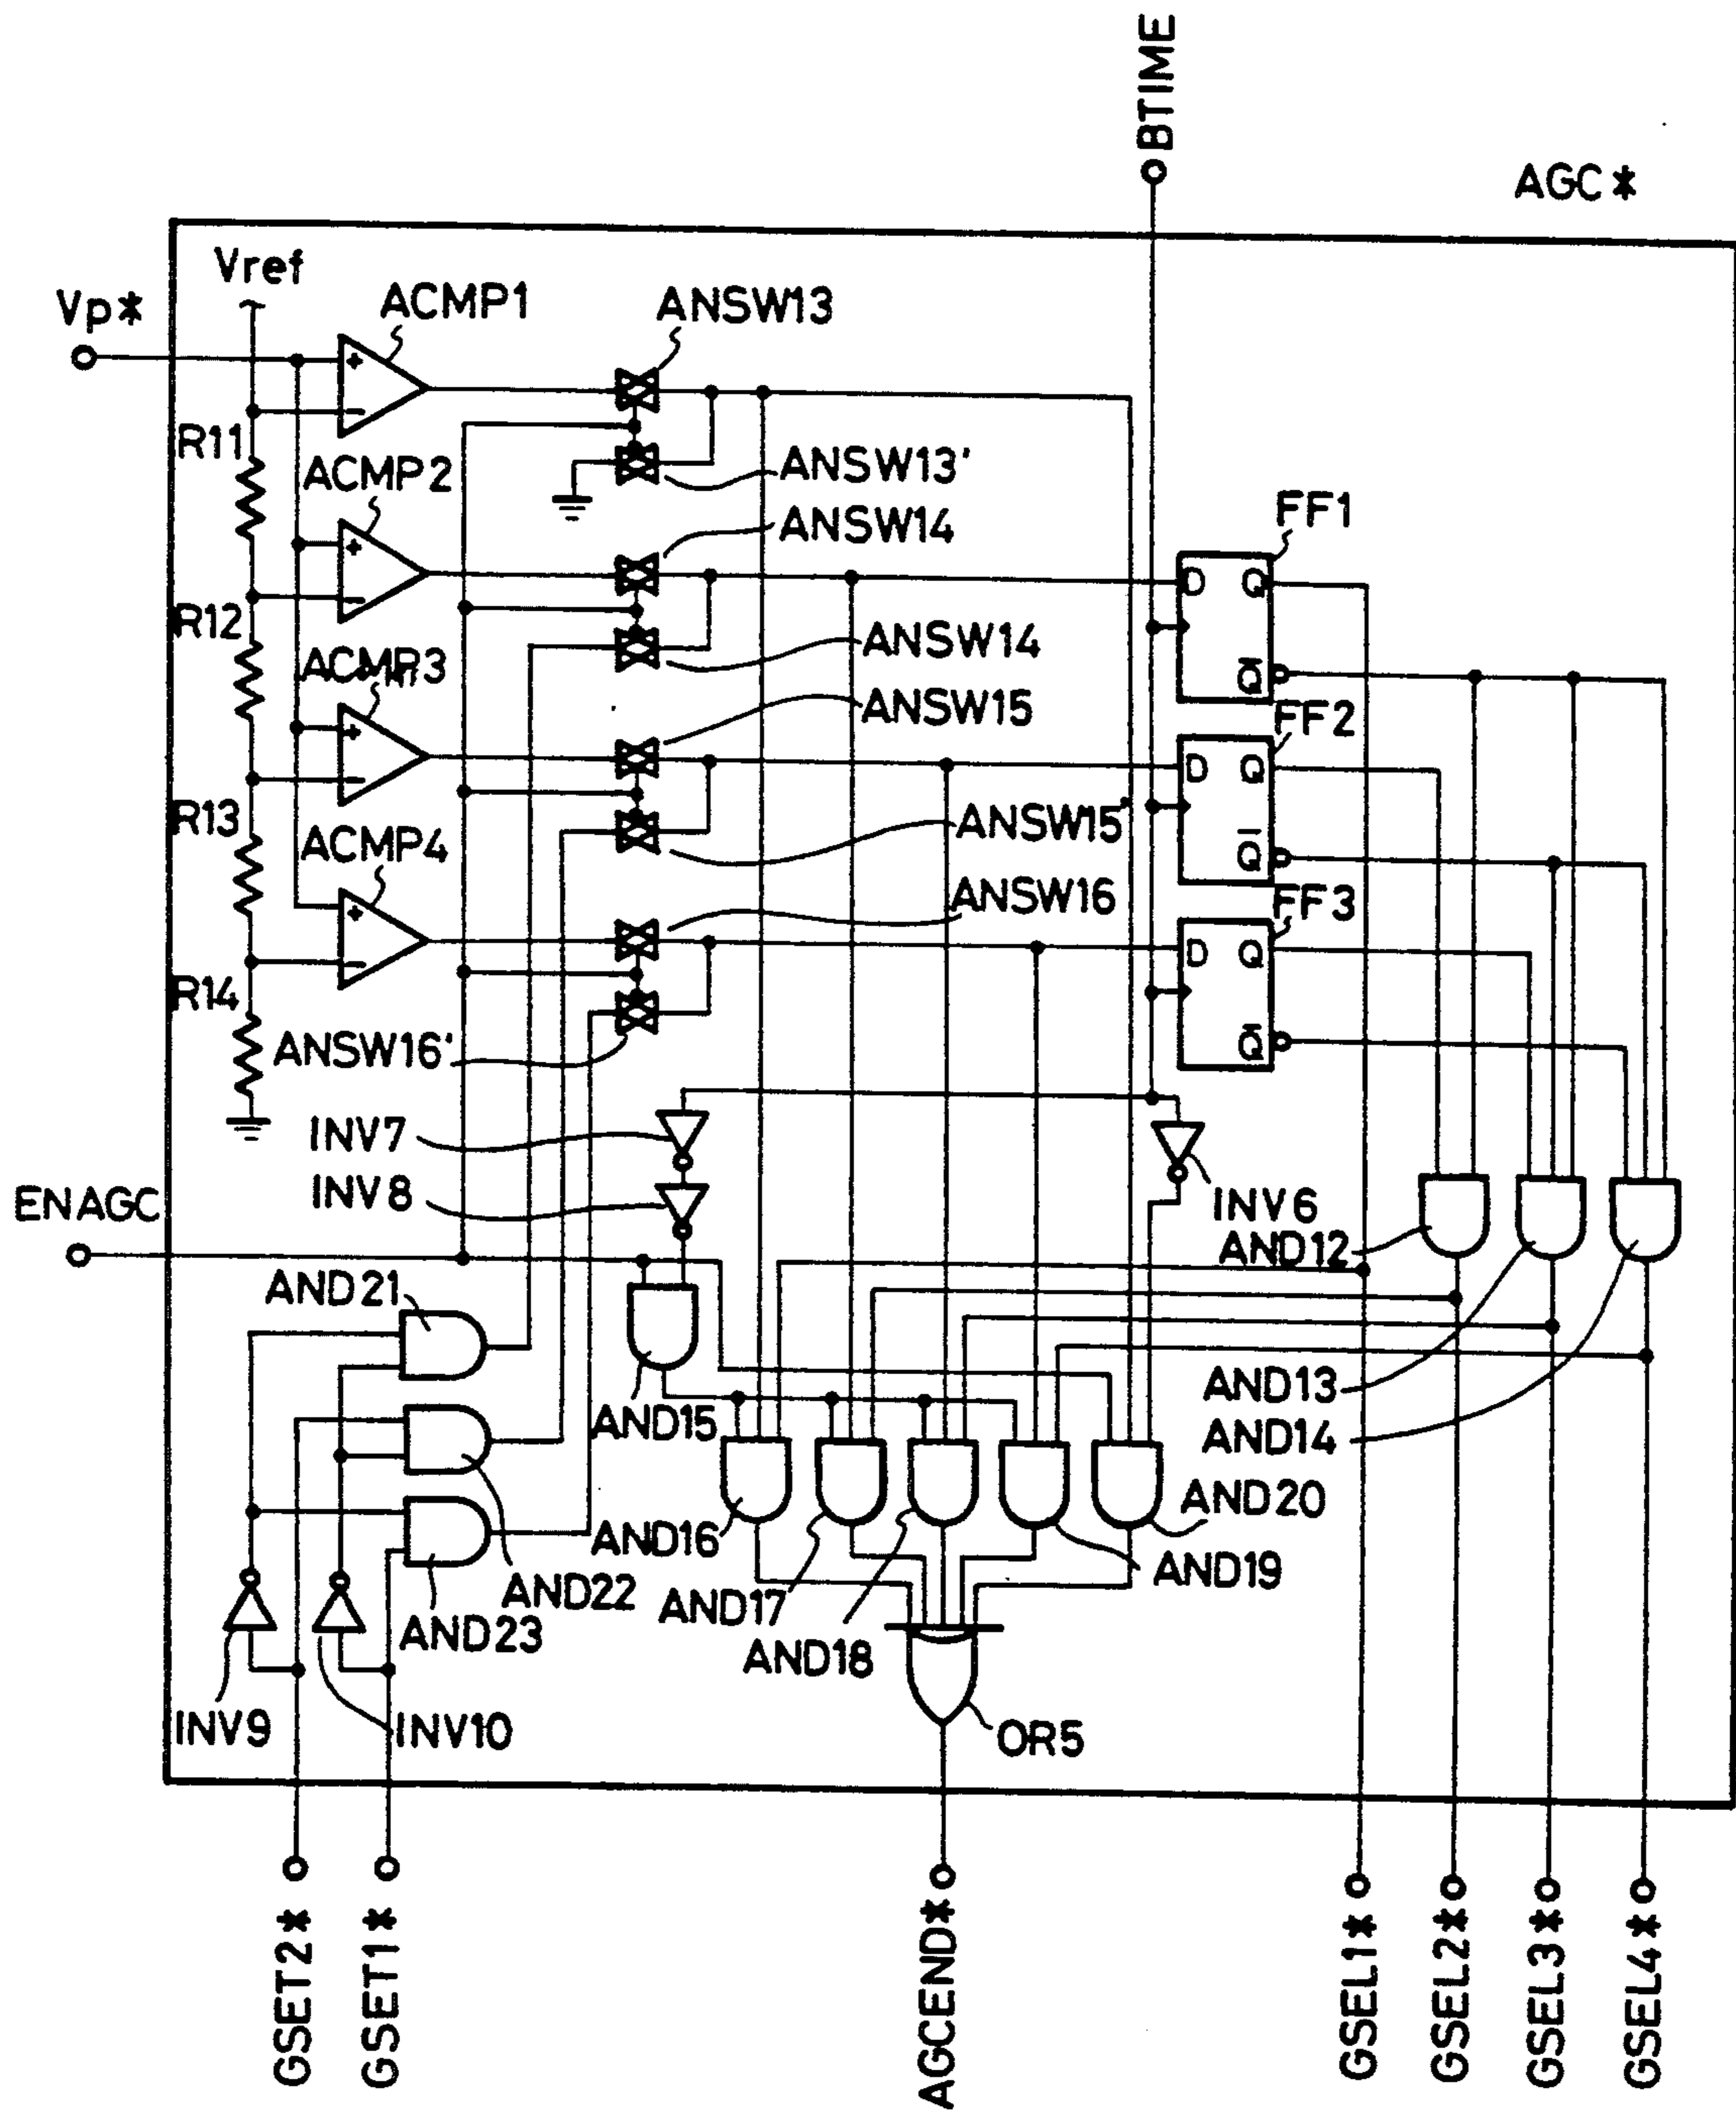 BTIME
AGC*
Vref
Vp*
ACMP1
ANSW13
+
-
R11
ACMP2
ANSW13'
ANSW14
FF1
+
-
D Q
R12
ACMP3
ANSW14
Q̅
ANSW15
FF2
+
-
D Q
R13
ACMP4
ANSW15'
Q̅
ANSW16
FF3
+
-
D Q
R14
ANSW16'
Q̅
INV7
INV8
INV6
ENAGC
AND12
AND21
AND13
AND15
AND14
AND20
AND16
AND19
AND22
AND17
AND23
AND18
INV9
INV10
OR5
GSET2*
GSET1*
AGCEND*
GSEL1*
GSEL2*
GSEL3*
GSEL4*